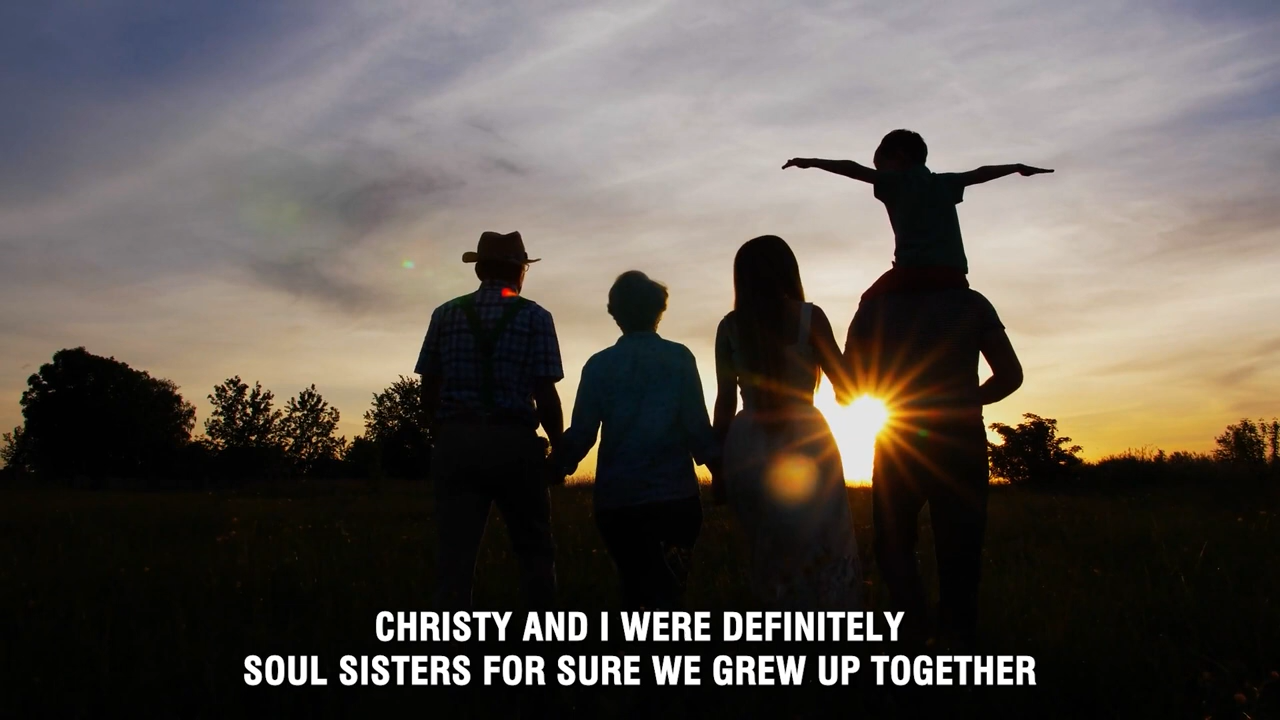 CHRISTY AND I WERE DEFINITELY
SOUL SISTERS FOR SURE WE GREW UP TOGETHER